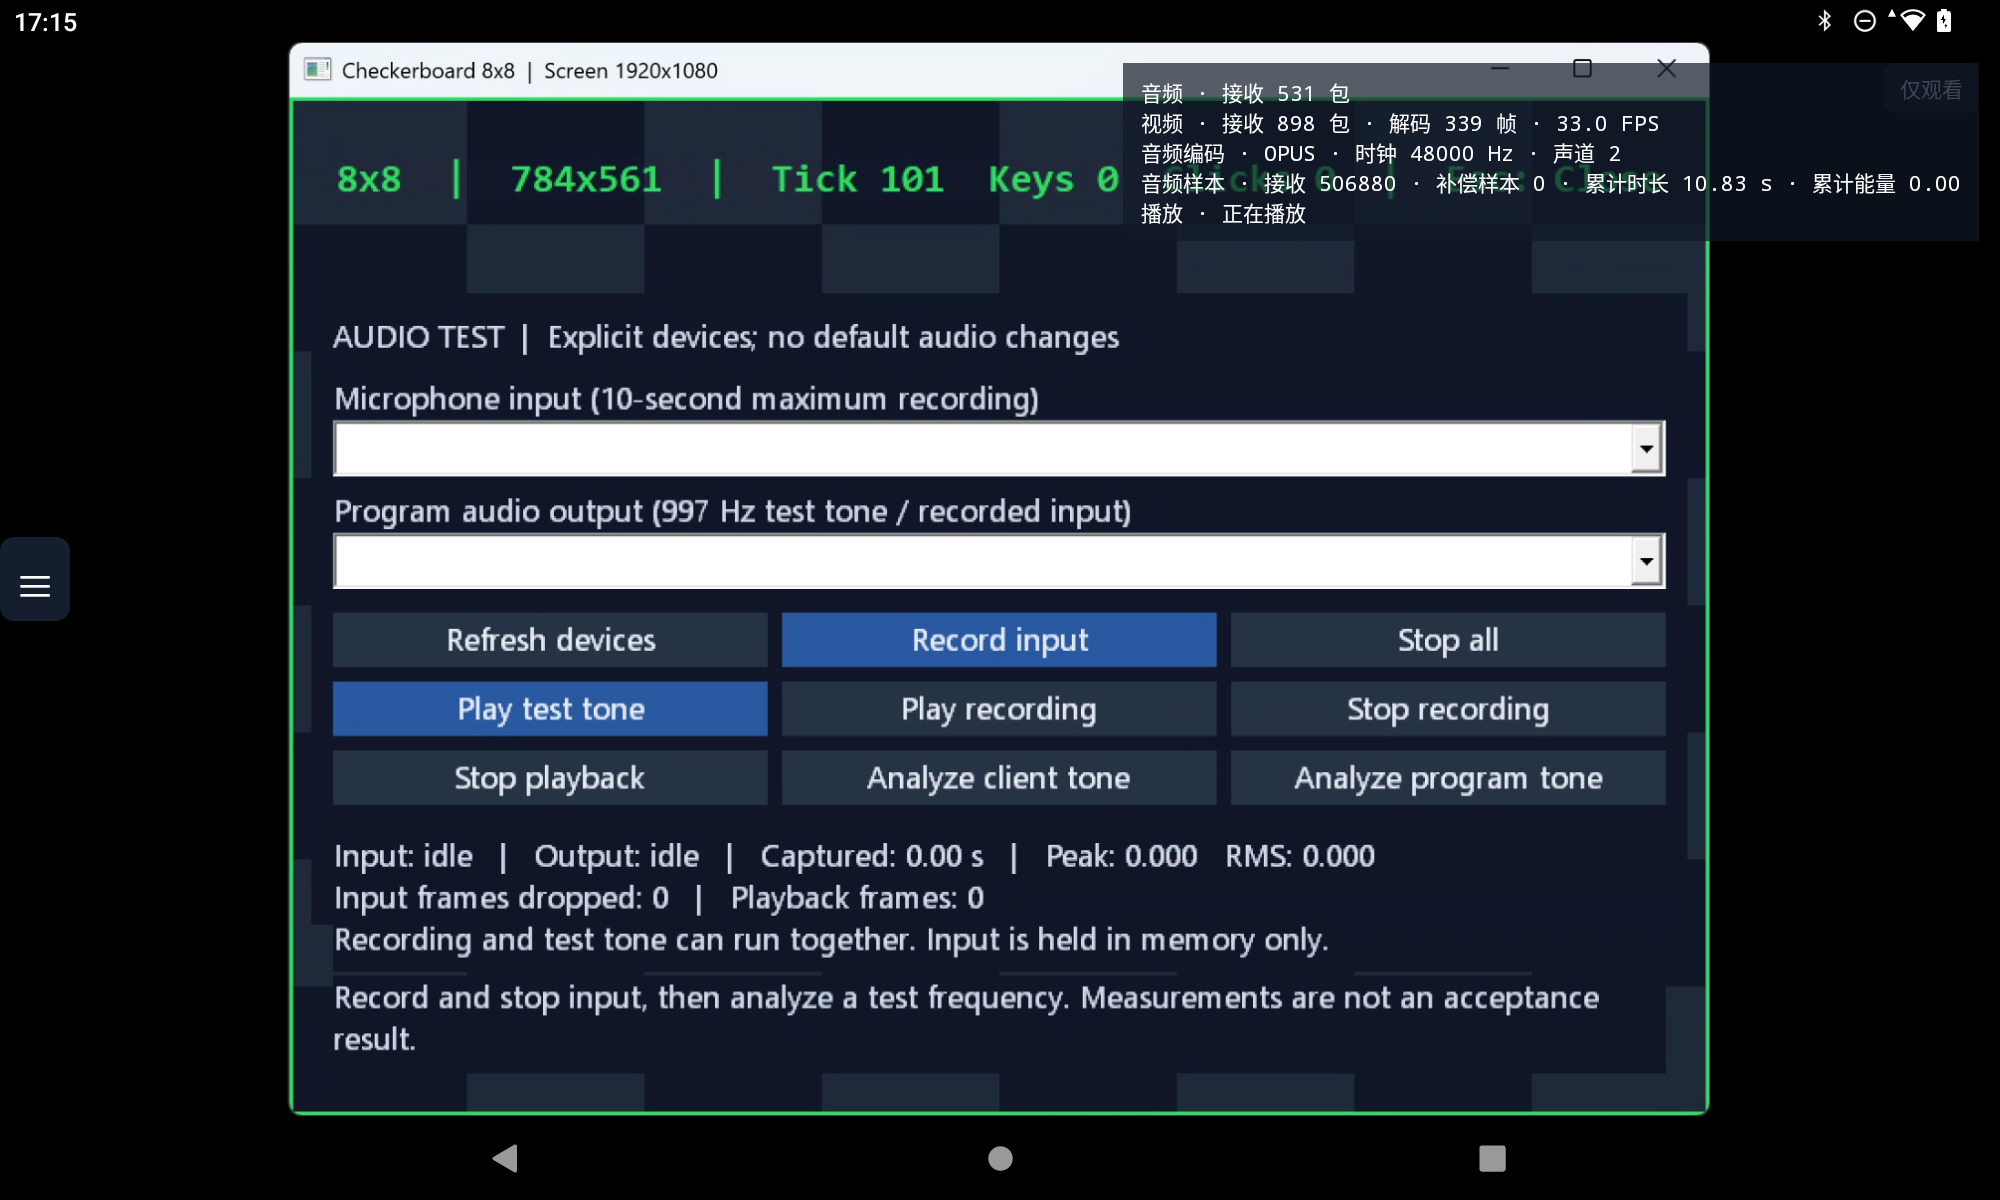 17:15
Checkerboard 8x8 | Screen 1920x1080
仅观看
音频 · 接收 531 包
视频 · 接收 898 包 · 解码 339 帧 · 33.0 FPS
音频编码 · OPUS · 时钟 48000 Hz · 声道 2
音频样本 · 接收 506880 · 补偿样本 0 · 累计时长 10.83 s · 累计能量 0.00
播放 · 正在播放
8x8 | 784x561 | Tick 101 Keys 0 Clicks 0 | Esc: Close
AUDIO TEST | Explicit devices; no default audio changes
Microphone input (10-second maximum recording)
Program audio output (997 Hz test tone / recorded input)
Refresh devices
Record input
Stop all
Play test tone
Play recording
Stop recording
Stop playback
Analyze client tone
Analyze program tone
Input: idle | Output: idle | Captured: 0.00 s | Peak: 0.000 RMS: 0.000
Input frames dropped: 0 | Playback frames: 0
Recording and test tone can run together. Input is held in memory only.
Record and stop input, then analyze a test frequency. Measurements are not an acceptance
result.